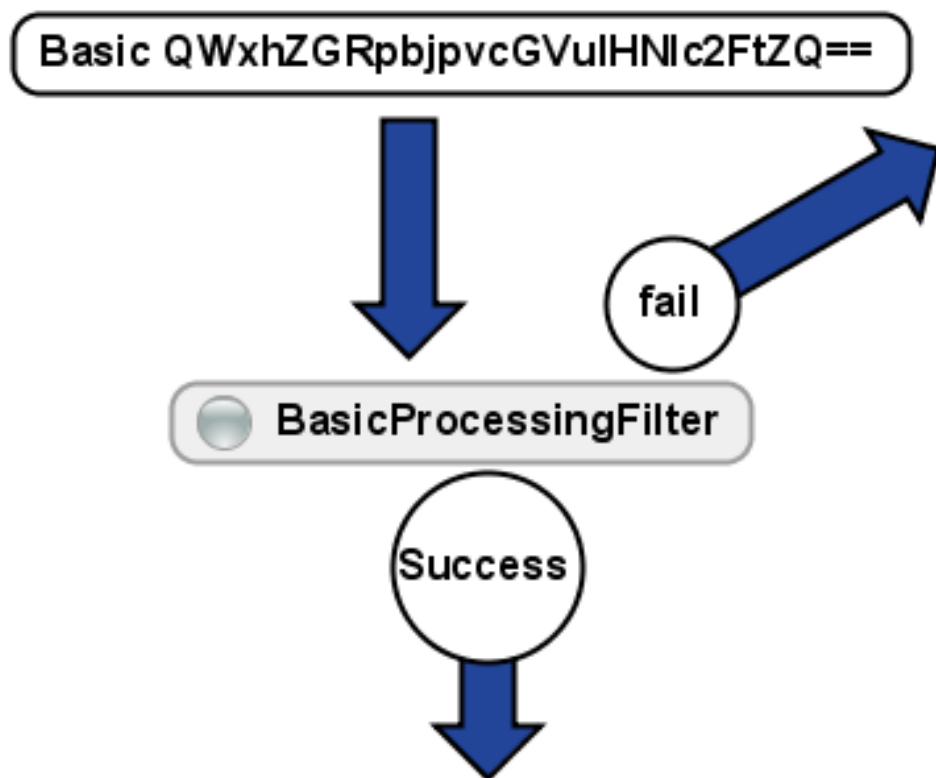 Basic QWxhZGRpbjpvcGVuIHNlc2FtZQ==
fail
BasicProcessingFilter
Success